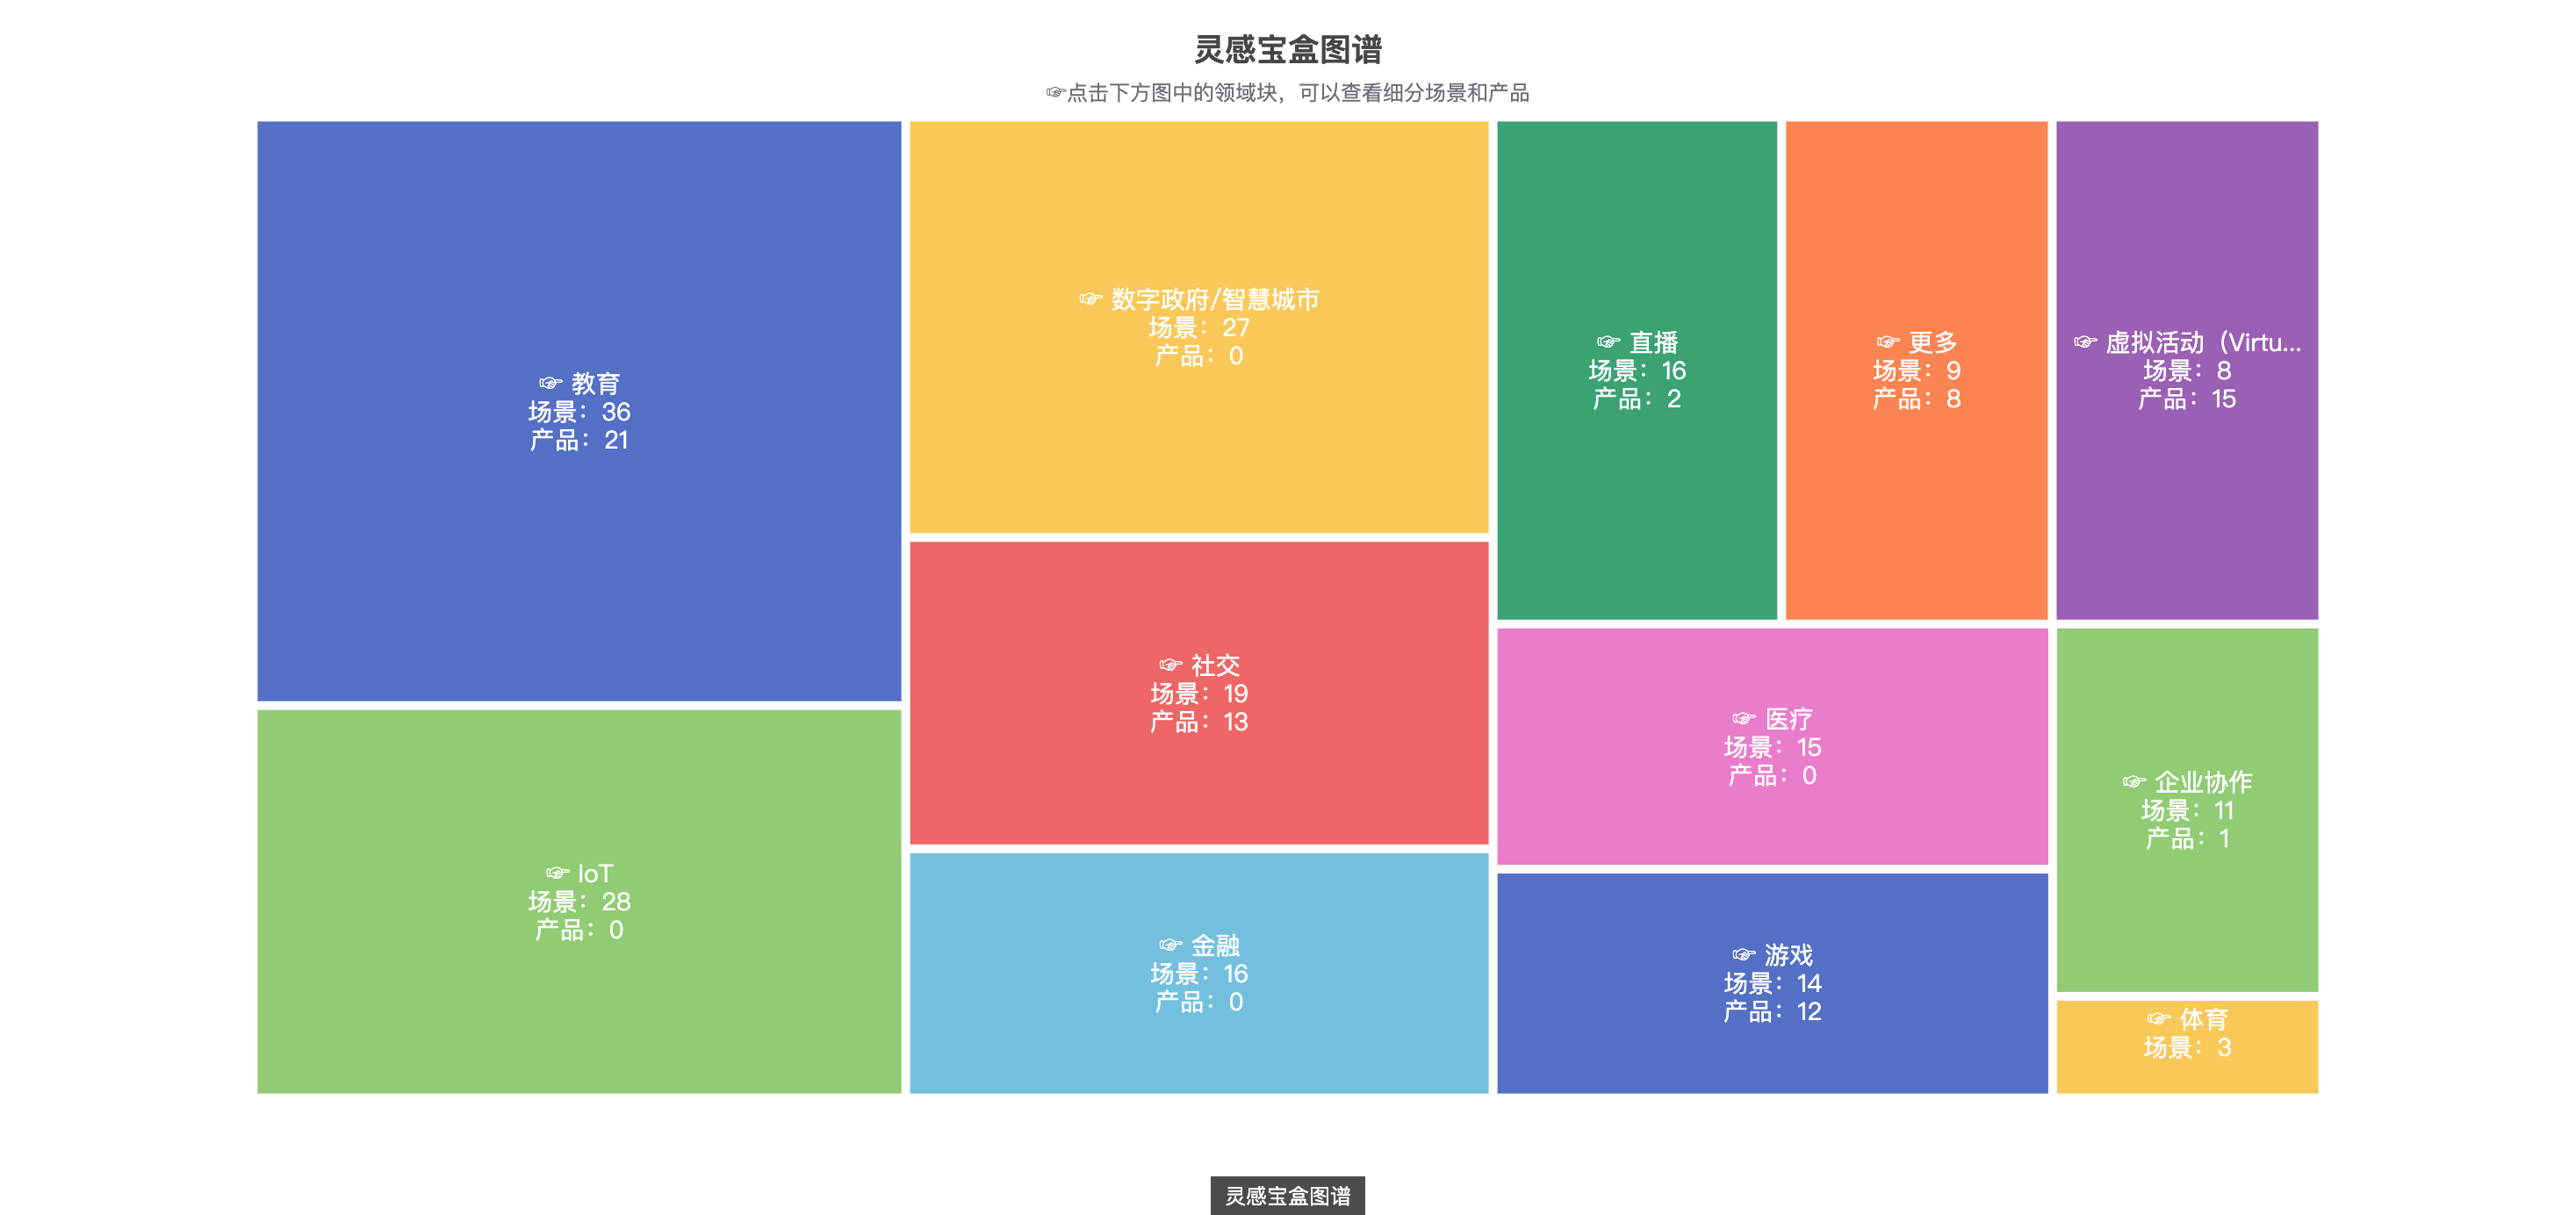 灵感宝盒图谱
☞点击下方图中的领域块，可以查看细分场景和产品
☞ 教育
场景：36
产品：21
☞ IoT
场景：28
产品：0
☞ 数字政府/智慧城市
场景：27
产品：0
☞ 社交
场景：19
产品：13
☞ 金融
场景：16
产品：0
☞ 直播
场景：16
产品：2
☞ 更多
场景：9
产品：8
☞ 虚拟活动（Virtu...
场景：8
产品：15
☞ 医疗
场景：15
产品：0
☞ 游戏
场景：14
产品：12
☞ 企业协作
场景：11
产品：1
☞ 体育
场景：3
灵感宝盒图谱